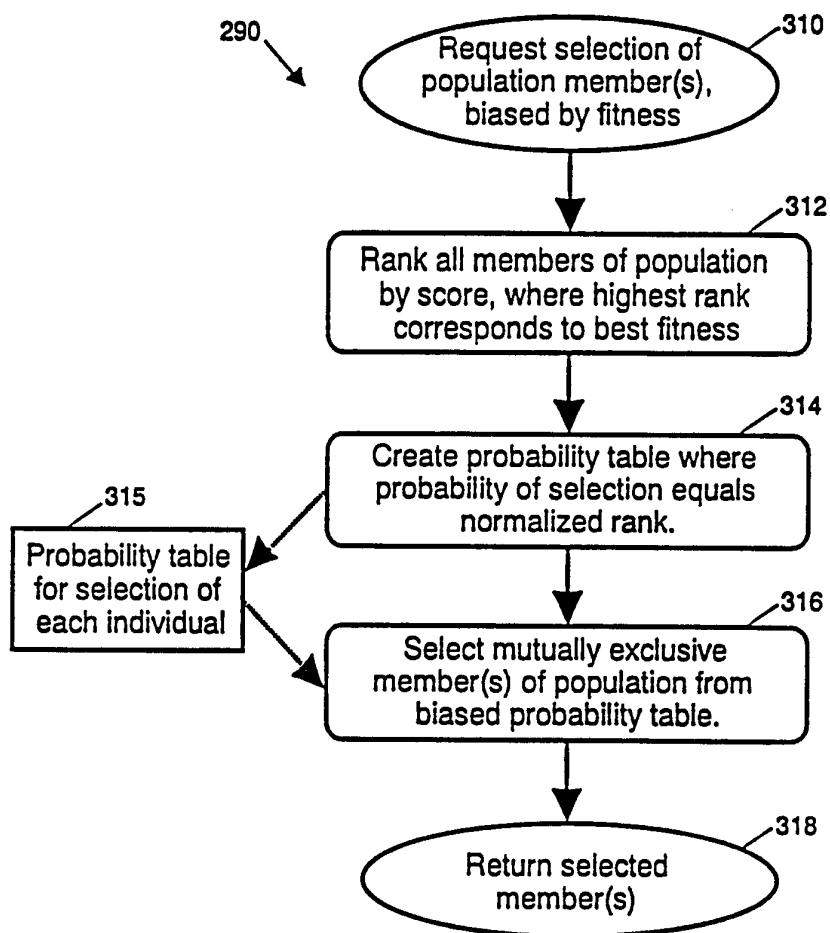 290
310
Request selection of
population member(s),
biased by fitness
312
Rank all members of population
by score, where highest rank
corresponds to best fitness
314
Create probability table where
probability of selection equals
normalized rank.
315
Probability table
for selection of
each individual
316
Select mutually exclusive
member(s) of population from
biased probability table.
318
Return selected
member(s)